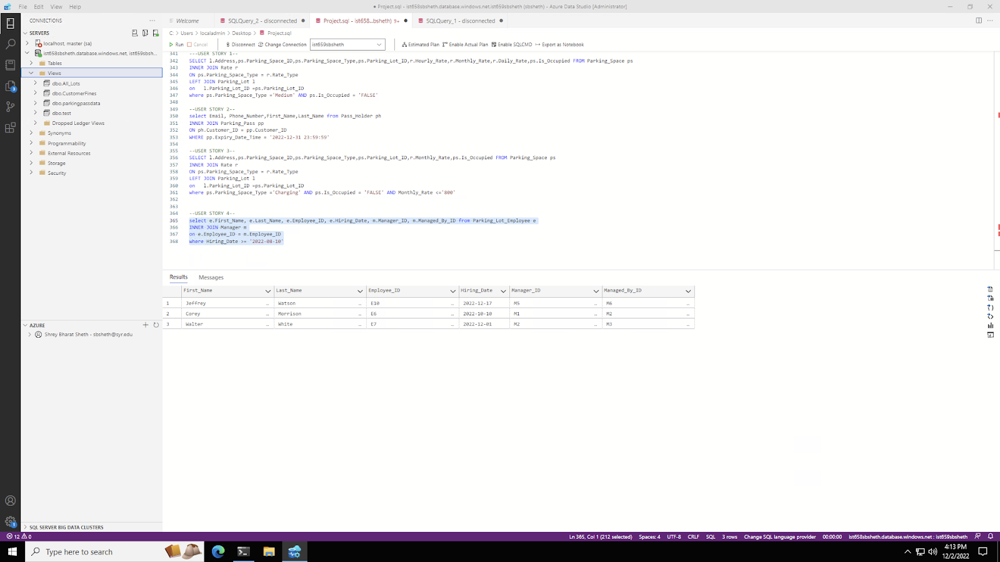 File Edit View Help
● Project.sql - ist658sbsheth.database.windows.net.ist659sbsheth (sbsheth) - Azure Data Studio [Administrator]
CONNECTIONS
SERVERS
localhost, master (sa)
ist658sbsheth.database.windows.net, ist659sbsh...
Tables
Views
dbo.All_Lots
dbo.CustomerFines
dbo.parkingpassdata
dbo.test
Dropped Ledger Views
Synonyms
Programmability
External Resources
Storage
Security
AZURE
Shrey Bharat Sheth - sbsheth@syr.edu
SQL SERVER BIG DATA CLUSTERS
Welcome SQLQuery_2 - disconnected ● Project.sql - ist658...bsheth) 9+ ● SQLQuery_1 - disconnected ●
C: > Users > localadmin > Desktop > Project.sql
Run Cancel Disconnect Change Connection ist659sbsheth Estimated Plan Enable Actual Plan Enable SQLCMD Export as Notebook
341 ---USER STORY 1--
342 SELECT l.Address,ps.Parking_Space_ID,ps.Parking_Space_Type,ps.Parking_Lot_ID,r.Hourly_Rate,r.Monthly_Rate,r.Daily_Rate,ps.Is_Occupied FROM Parking_Space ps
343 INNER JOIN Rate r
344 ON ps.Parking_Space_Type = r.Rate_Type
345 LEFT JOIN Parking_Lot l
346 on l.Parking_Lot_ID =ps.Parking_Lot_ID
347 where ps.Parking_Space_Type ='Medium' AND ps.Is_Occupied = 'FALSE'
348
349 --USER STORY 2--
350 select Email, Phone_Number,First_Name,Last_Name from Pass_Holder ph
351 INNER JOIN Parking_Pass pp
352 ON ph.Customer_ID = pp.Customer_ID
353 WHERE pp.Expiry_Date_Time = '2022-12-31 23:59:59'
354
355 --USER STORY 3--
356 SELECT l.Address,ps.Parking_Space_ID,ps.Parking_Space_Type,ps.Parking_Lot_ID,r.Monthly_Rate,ps.Is_Occupied FROM Parking_Space ps
357 INNER JOIN Rate r
358 ON ps.Parking_Space_Type = r.Rate_Type
359 LEFT JOIN Parking_Lot l
360 on l.Parking_Lot_ID =ps.Parking_Lot_ID
361 where ps.Parking_Space_Type ='Charging' AND ps.Is_Occupied = 'FALSE' AND Monthly_Rate <='800'
362
363
364 --USER STORY 4--
365 select e.First_Name, e.Last_Name, e.Employee_ID, e.Hiring_Date, m.Manager_ID, m.Managed_By_ID from Parking_Lot_Employee e
366 INNER JOIN Manager m
367 on e.Employee_ID = m.Employee_ID
368 where Hiring_Date >= '2022-08-10'
Results Messages
First_Name Last_Name Employee_ID Hiring_Date Manager_ID Managed_By_ID
1 Jeffrey ... Watson ... E10 ... 2022-12-17 M5 ... M6 ...
2 Corey ... Morrison ... E6 ... 2022-10-10 M1 ... M2 ...
3 Walter ... White ... E7 ... 2022-12-01 M2 ... M3 ...
12 0 Ln 365, Col 1 (212 selected) Spaces: 4 UTF-8 CRLF SQL 3 rows Change SQL language provider 00:00:00 ist658sbsheth.database.windows.net : ist659sbsheth
Type here to search
4:13 PM
12/2/2022